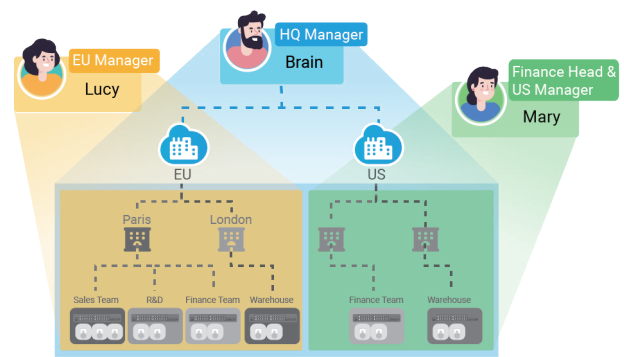 HQ Manager
Brain
EU Manager
Lucy
Finance Head &
US Manager
Mary
EU
US
Paris
London
Sales Team
R&D
Finance Team
Warehouse
Finance Team
Warehouse